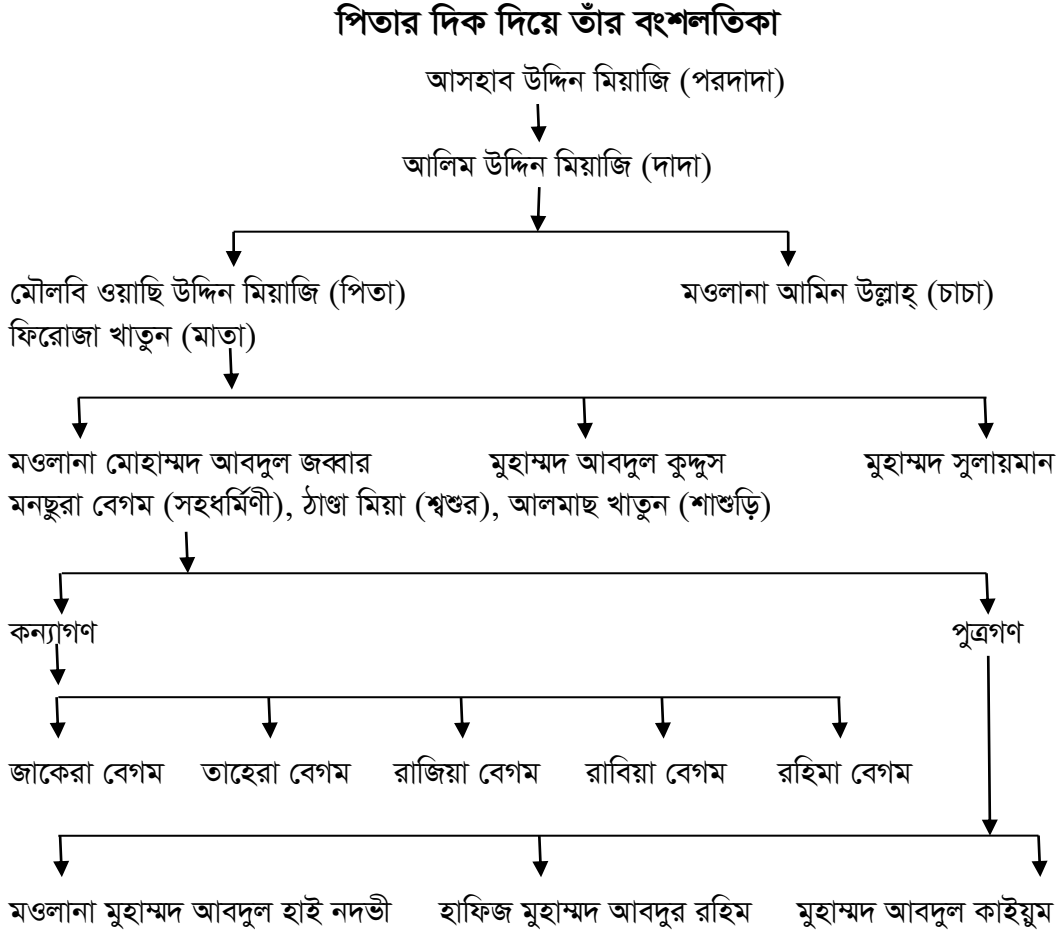 পিতার দিক দিয়ে তাঁর বংশলতিকা
আসহাব উদ্দিন মিয়াজি (পরদাদা)
আলিম উদ্দিন মিয়াজি (দাদা)
মৌলবি ওয়াছি উদ্দিন মিয়াজি (পিতা) মওলানা আমিন উল্লাহ্ (চাচা)
ফিরোজা খাতুন (মাতা)
মওলানা মোহাম্মদ আবদুল জব্বার মুহাম্মদ আবদুল কুদ্দুস মুহাম্মদ সুলায়মান
মনছুরা বেগম (সহধর্মিণী), ঠাণ্ডা মিয়া (শ্বশুর), আলমাছ খাতুন (শাশুড়ি)
কন্যাগণ পুত্রগণ
জাকেরা বেগম তাহেরা বেগম রাজিয়া বেগম রাবিয়া বেগম রহিমা বেগম
মওলানা মুহাম্মদ আবদুল হাই নদভী হাফিজ মুহাম্মদ আবদুর রহিম মুহাম্মদ আবদুল কাইয়ুম